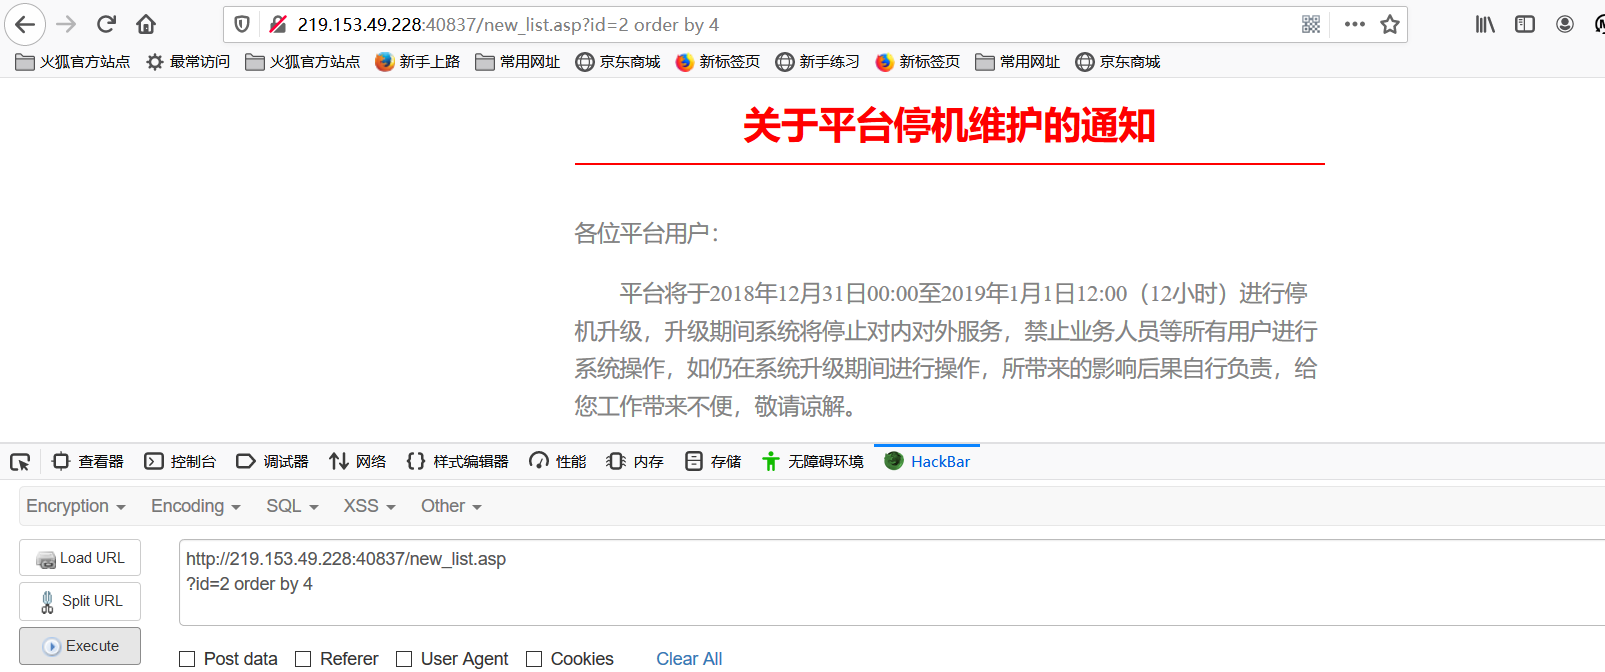 219.153.49.228:40837/new_list.asp?id=2 order by 4
火狐官方站点 最常访问 火狐官方站点 新手上路 常用网址 京东商城 新标签页 新手练习 新标签页 常用网址 京东商城
关于平台停机维护的通知
各位平台用户：
平台将于2018年12月31日00:00至2019年1月1日12:00（12小时）进行停
机升级，升级期间系统将停止对内对外服务，禁止业务人员等所有用户进行
系统操作，如仍在系统升级期间进行操作，所带来的影响后果自行负责，给
您工作带来不便，敬请谅解。
查看器 控制台 调试器 网络 样式编辑器 性能 内存 存储 无障碍环境 HackBar
Encryption Encoding SQL XSS Other
Load URL
http://219.153.49.228:40837/new_list.asp
?id=2 order by 4
Split URL
Execute
Post data Referer User Agent Cookies Clear All